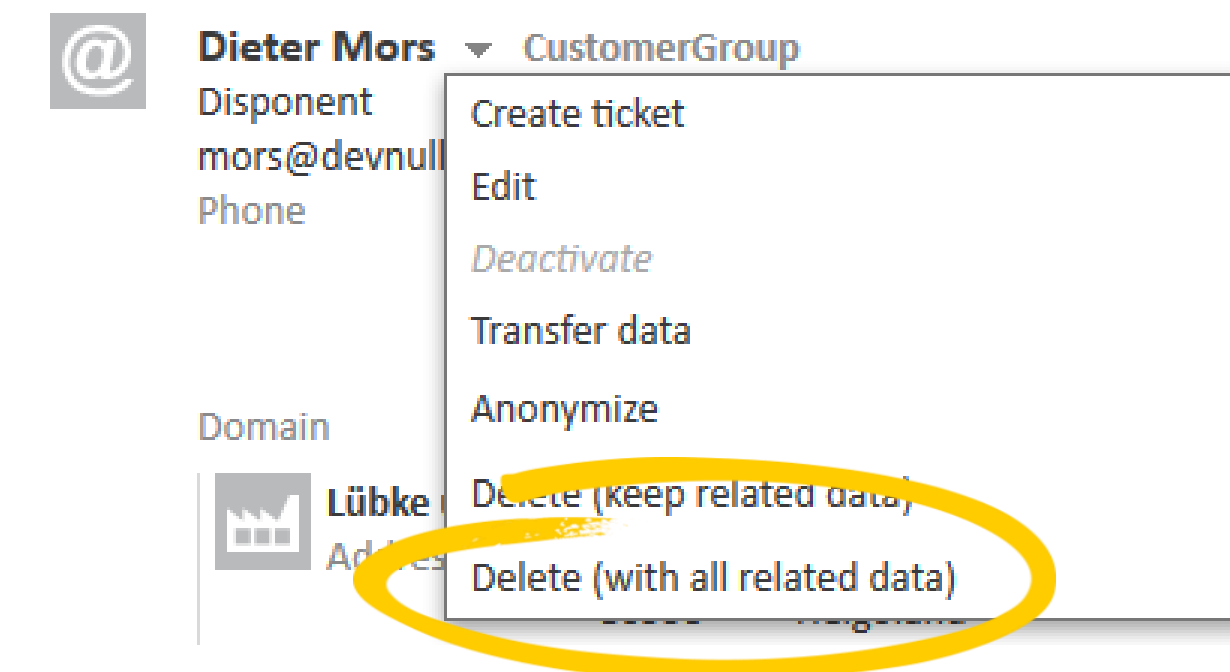 @
Dieter Mors CustomerGroup
Disponent
mors@devnull
Phone
Create ticket
Edit
Deactivate
Transfer data
Anonymize
Delete (keep related data)
Delete (with all related data)
Domain
Lübke